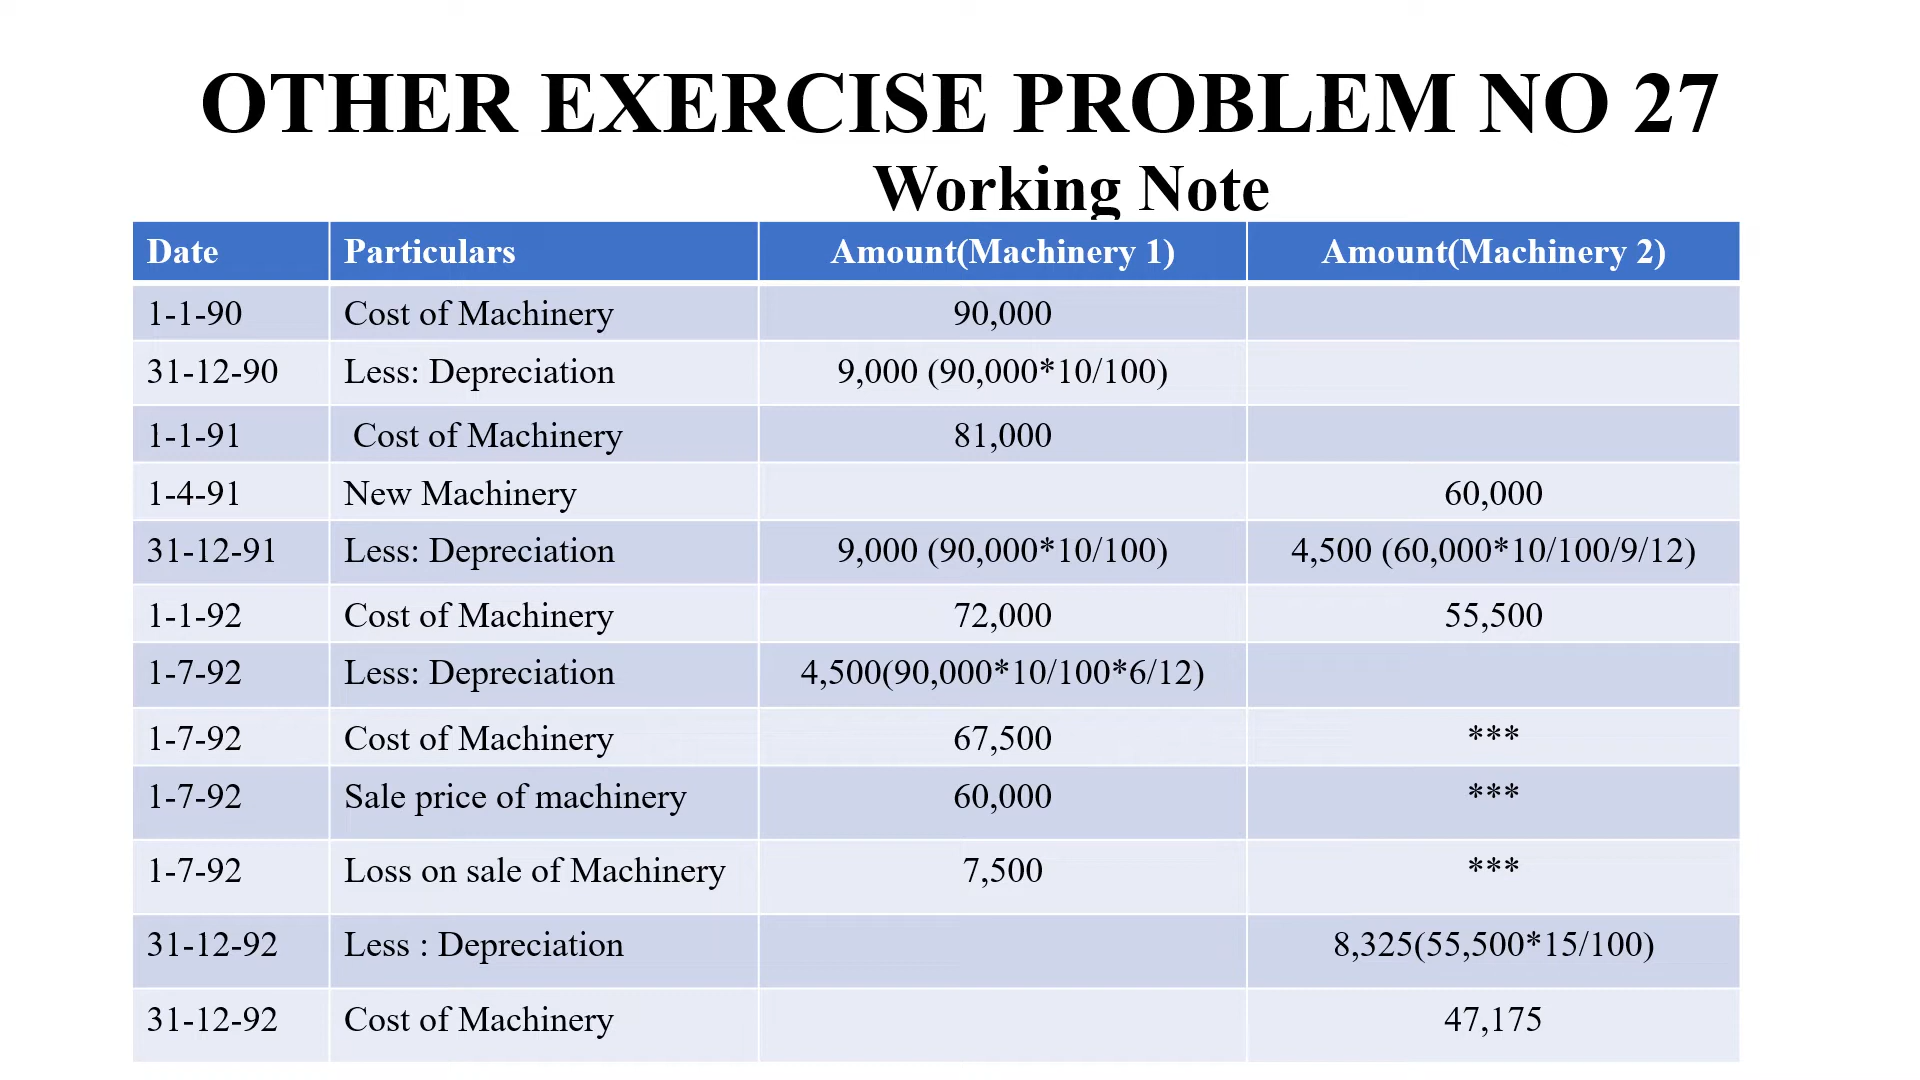 OTHER EXERCISE PROBLEM NO 27
Working Note
Date Particulars Amount(Machinery 1) Amount(Machinery 2)
1-1-90 Cost of Machinery 90,000
31-12-90 Less: Depreciation 9,000 (90,000*10/100)
1-1-91 Cost of Machinery 81,000
1-4-91 New Machinery 60,000
31-12-91 Less: Depreciation 9,000 (90,000*10/100) 4,500 (60,000*10/100/9/12)
1-1-92 Cost of Machinery 72,000 55,500
1-7-92 Less: Depreciation 4,500(90,000*10/100*6/12)
1-7-92 Cost of Machinery 67,500 ***
1-7-92 Sale price of machinery 60,000 ***
1-7-92 Loss on sale of Machinery 7,500 ***
31-12-92 Less : Depreciation 8,325(55,500*15/100)
31-12-92 Cost of Machinery 47,175